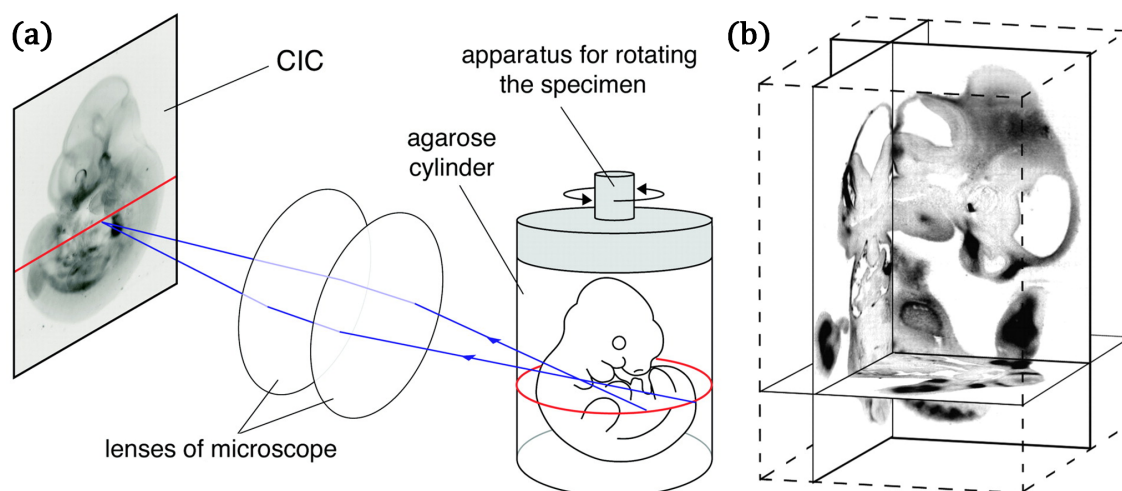 (a)
CIC
apparatus for rotating
the specimen
agarose
cylinder
lenses of microscope
(b)